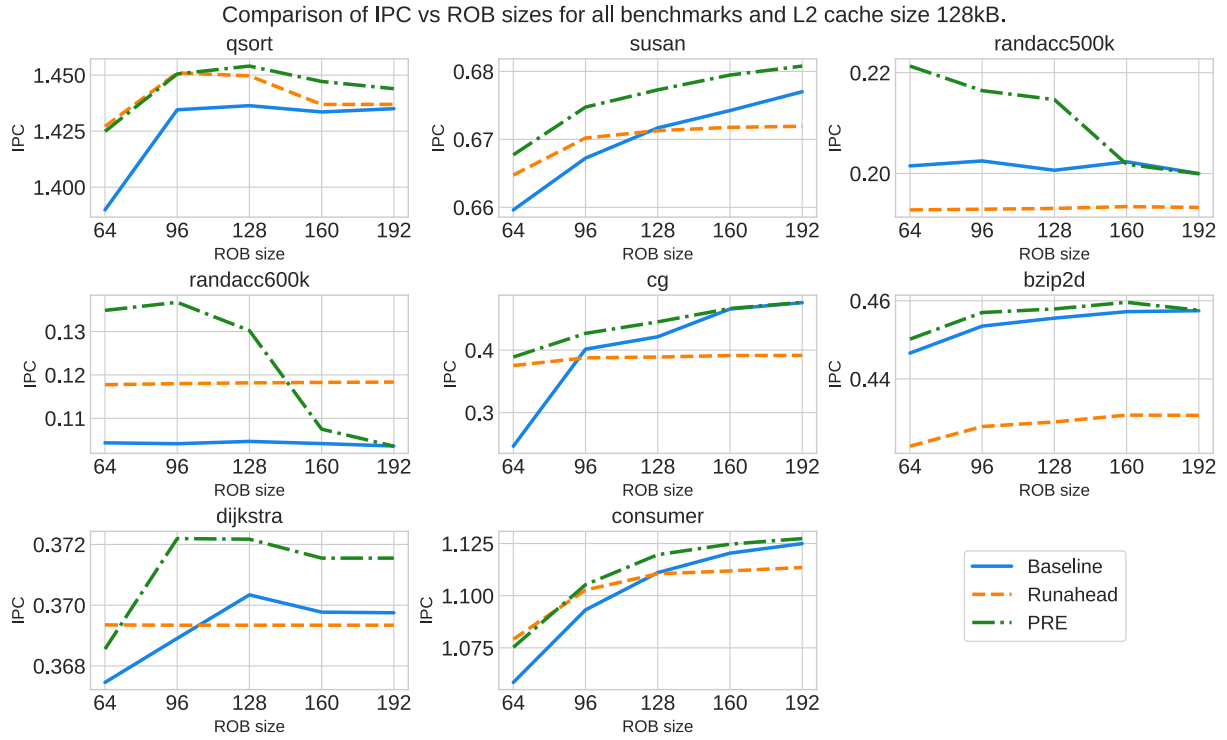 Comparison of IPC vs ROB sizes for all benchmarks and L2 cache size 128kB.
qsort
1.450
1.425
1.400
IPC
64 96 128 160 192
ROB size
susan
0.68
0.67
0.66
IPC
64 96 128 160 192
ROB size
randacc500k
0.22
0.20
IPC
64 96 128 160 192
ROB size
randacc600k
0.13
0.12
0.11
IPC
64 96 128 160 192
ROB size
cg
0.4
0.3
IPC
64 96 128 160 192
ROB size
bzip2d
0.46
0.44
IPC
64 96 128 160 192
ROB size
dijkstra
0.372
0.370
0.368
IPC
64 96 128 160 192
ROB size
consumer
1.125
1.100
1.075
IPC
64 96 128 160 192
ROB size
Baseline
Runahead
PRE